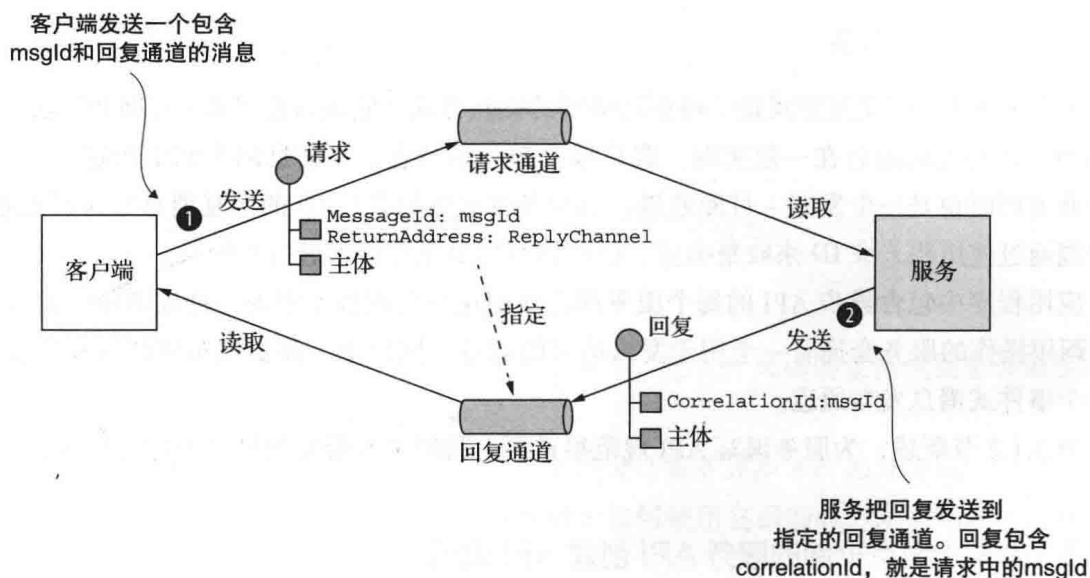 客户端发送一个包含
msgId和回复通道的消息
请求
请求通道
发送
1
MessageId: msgId
ReturnAddress: ReplyChannel
主体
读取
客户端
服务
指定
读取
回复
2
发送
CorrelationId:msgId
主体
回复通道
服务把回复发送到
指定的回复通道。回复包含
correlationId，就是请求中的msgId